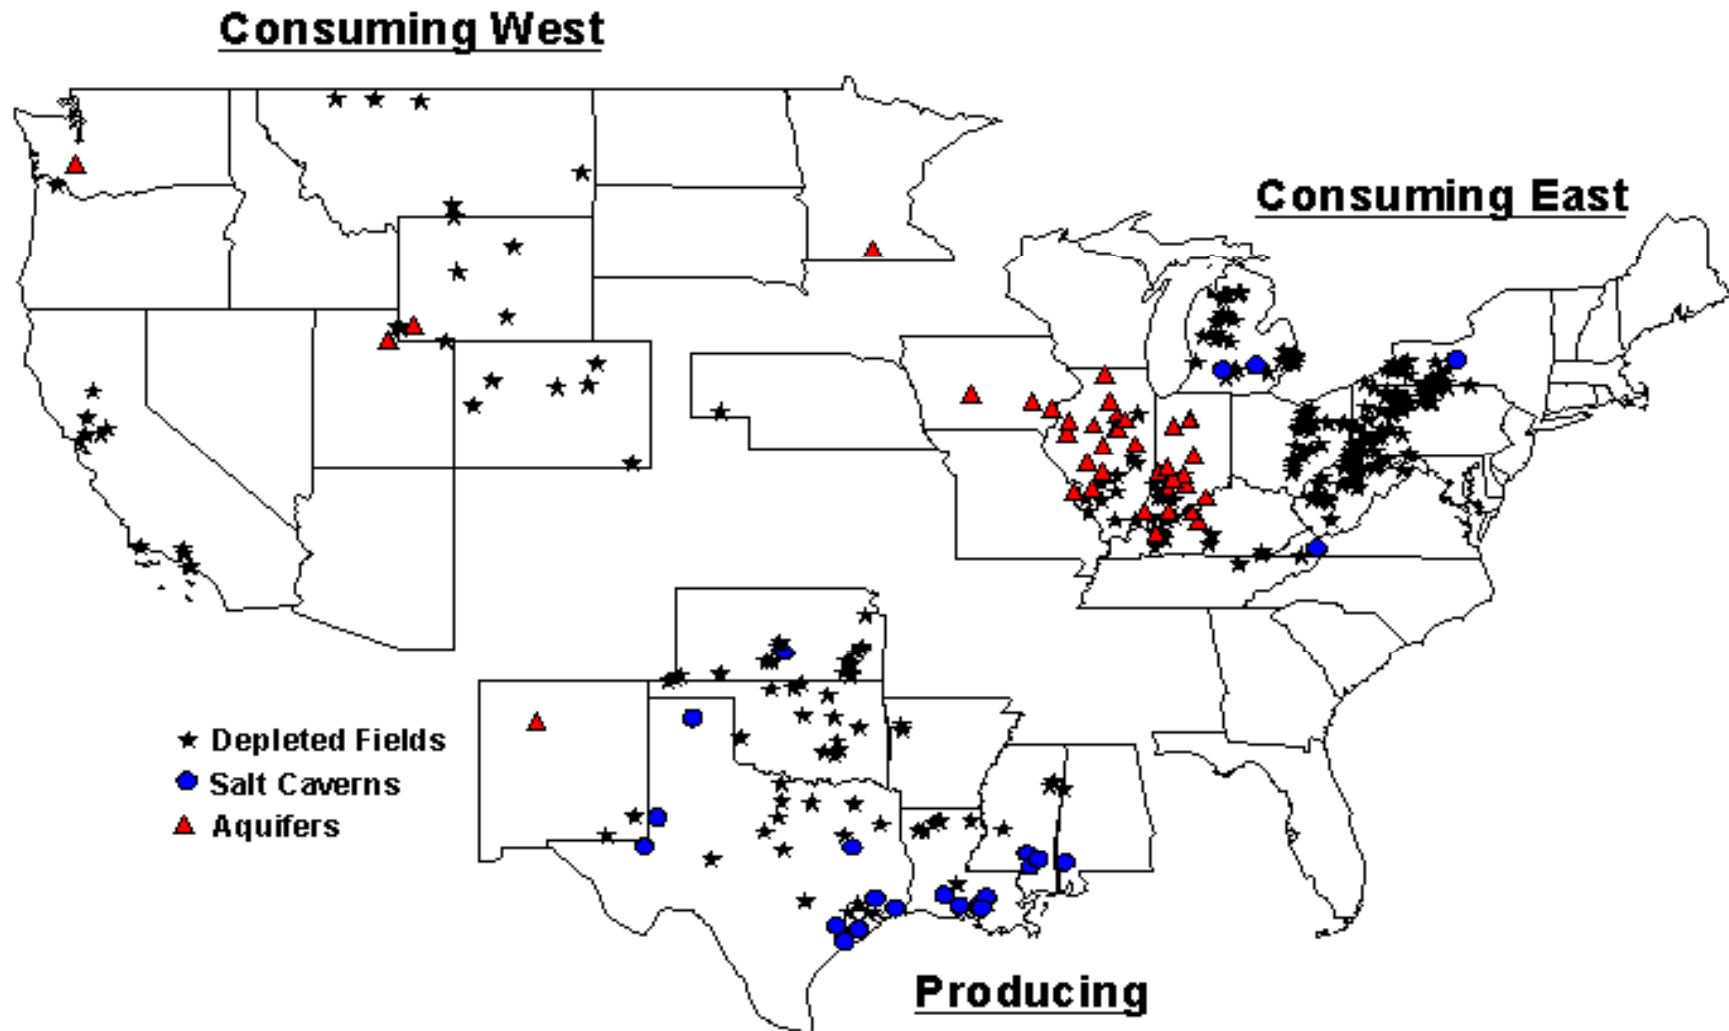 Consuming West
Consuming East
Depleted Fields
Salt Caverns
Aquifers
Producing